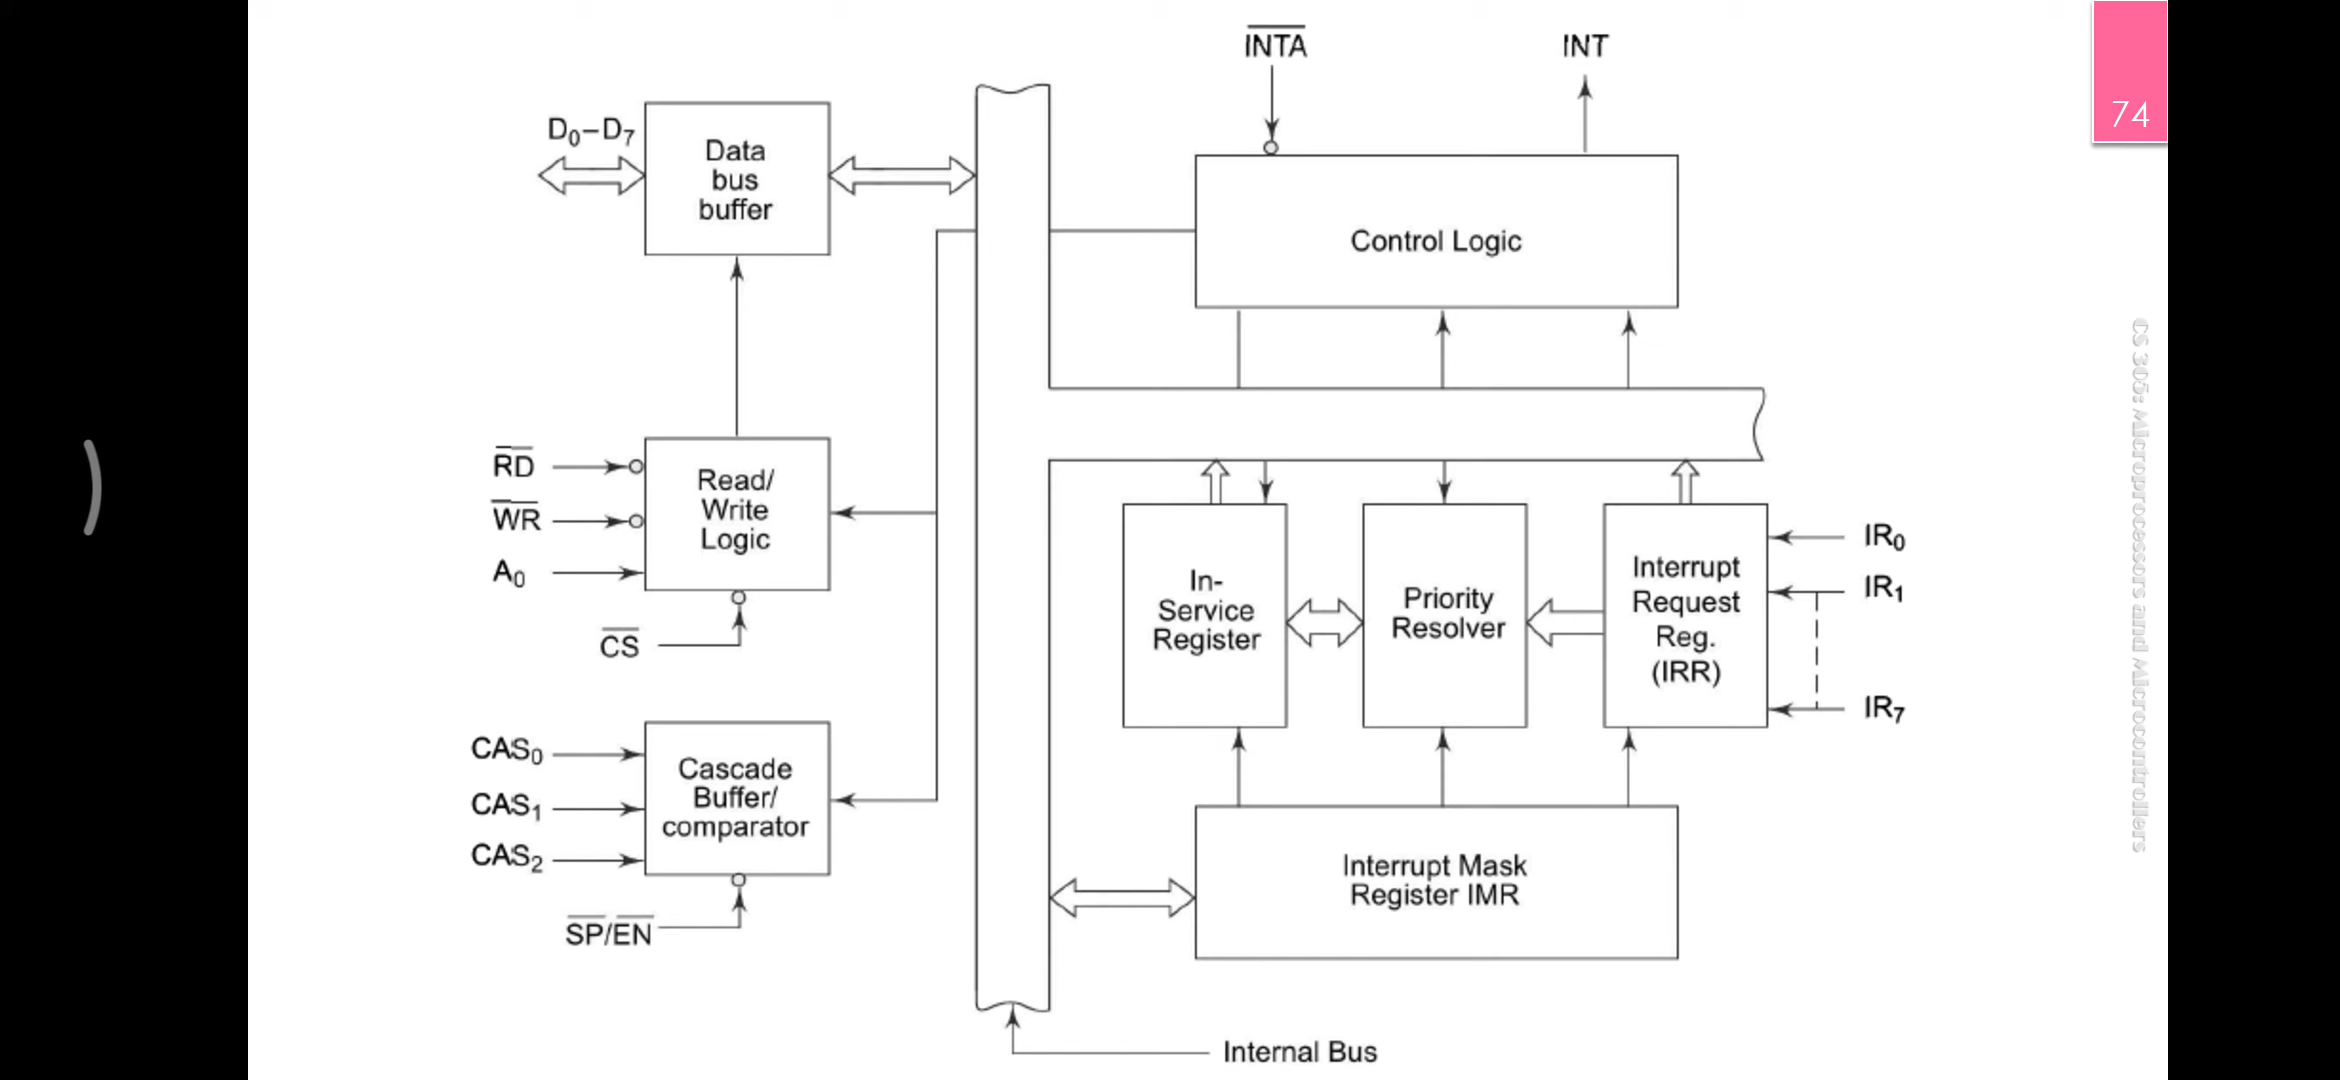 INTA
INT
74
D0–D7
Data
bus
buffer
Control Logic
RD
WR
A0
Read/
Write
Logic
CS
In-
Service
Register
Priority
Resolver
Interrupt
Request
Reg.
(IRR)
IR0
IR1
IR7
CAS0
CAS1
CAS2
Cascade
Buffer/
comparator
SP/EN
Interrupt Mask
Register IMR
Internal Bus
CS 305: Microprocessors and Microcontrollers